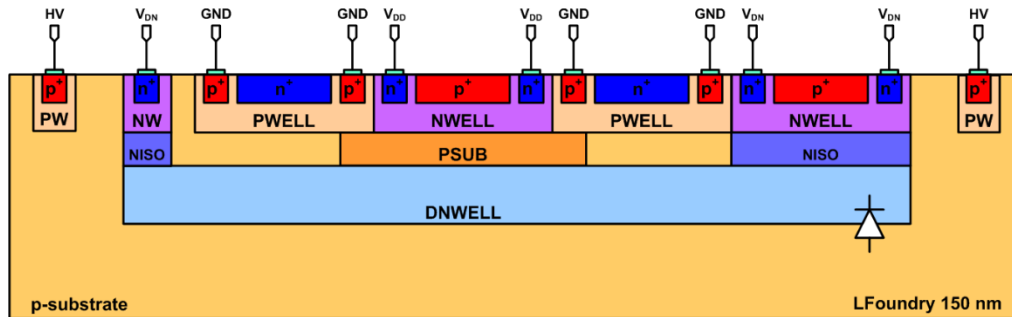 HV V_DN GND GND V_DD V_DD GND GND V_DN V_DN HV
p+ n+ p+ n+ p+ n+ p+ n+ p+ n+ p+ n+ p+ n+ p+
PW NW PWELL NWELL PWELL NWELL PW
NISO PSUB NISO
DNWELL
p-substrate LFoundry 150 nm